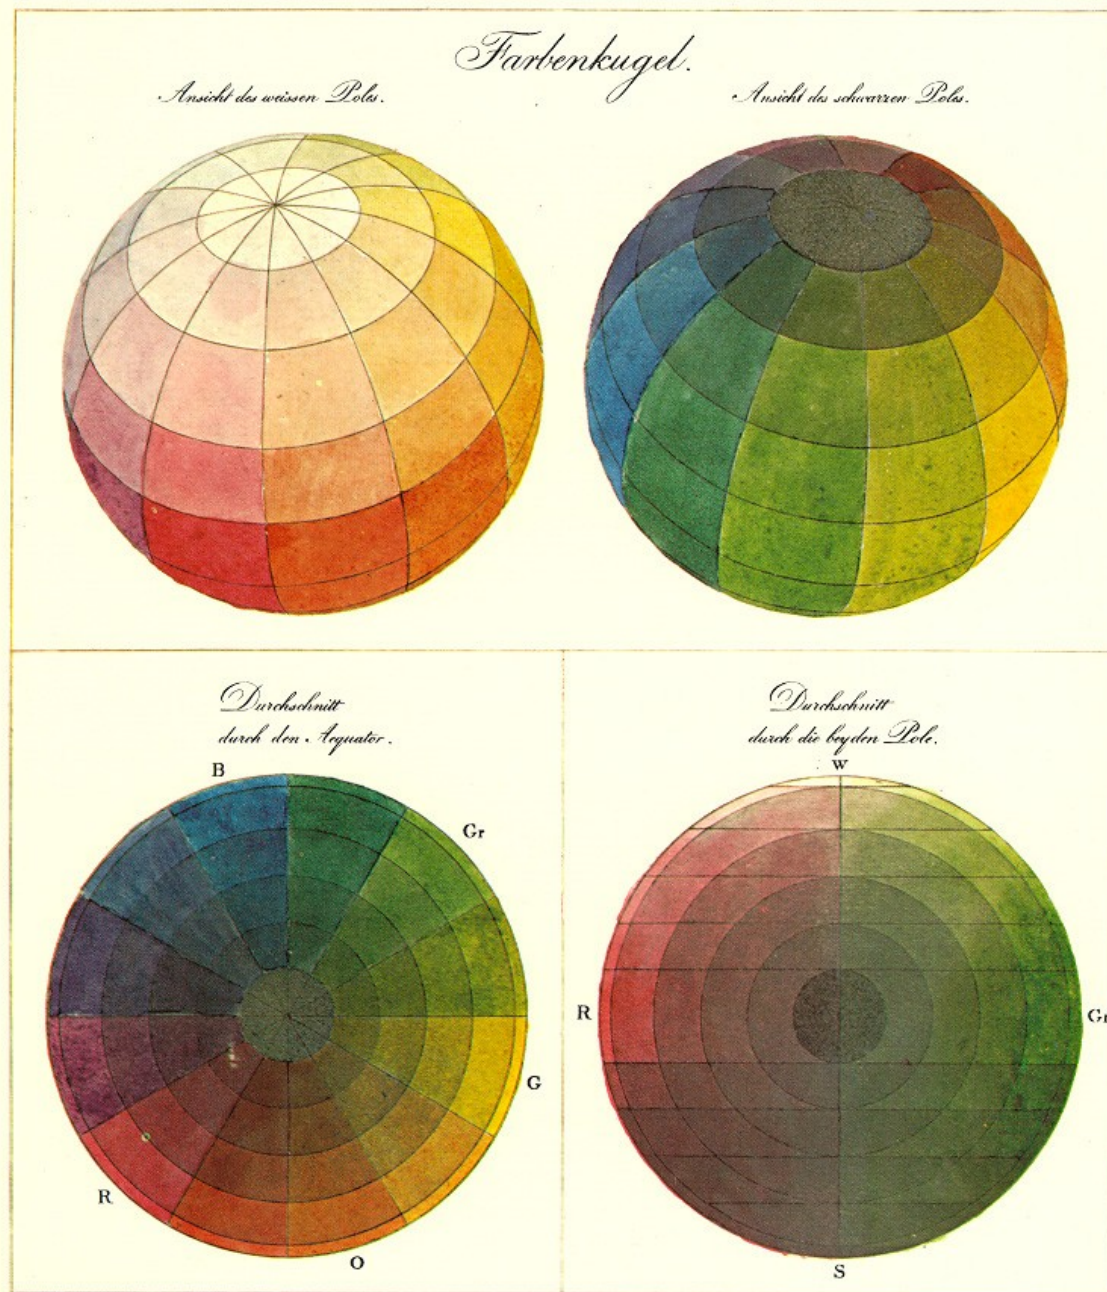 Farbenkugel.
Ansicht des weissen Poles.
Ansicht des schwarzen Poles.
Durchschnitt
durch den Aequator.
B
Gr
G
R
O
Durchschnitt
durch die beyden Pole.
W
R
Gr
S